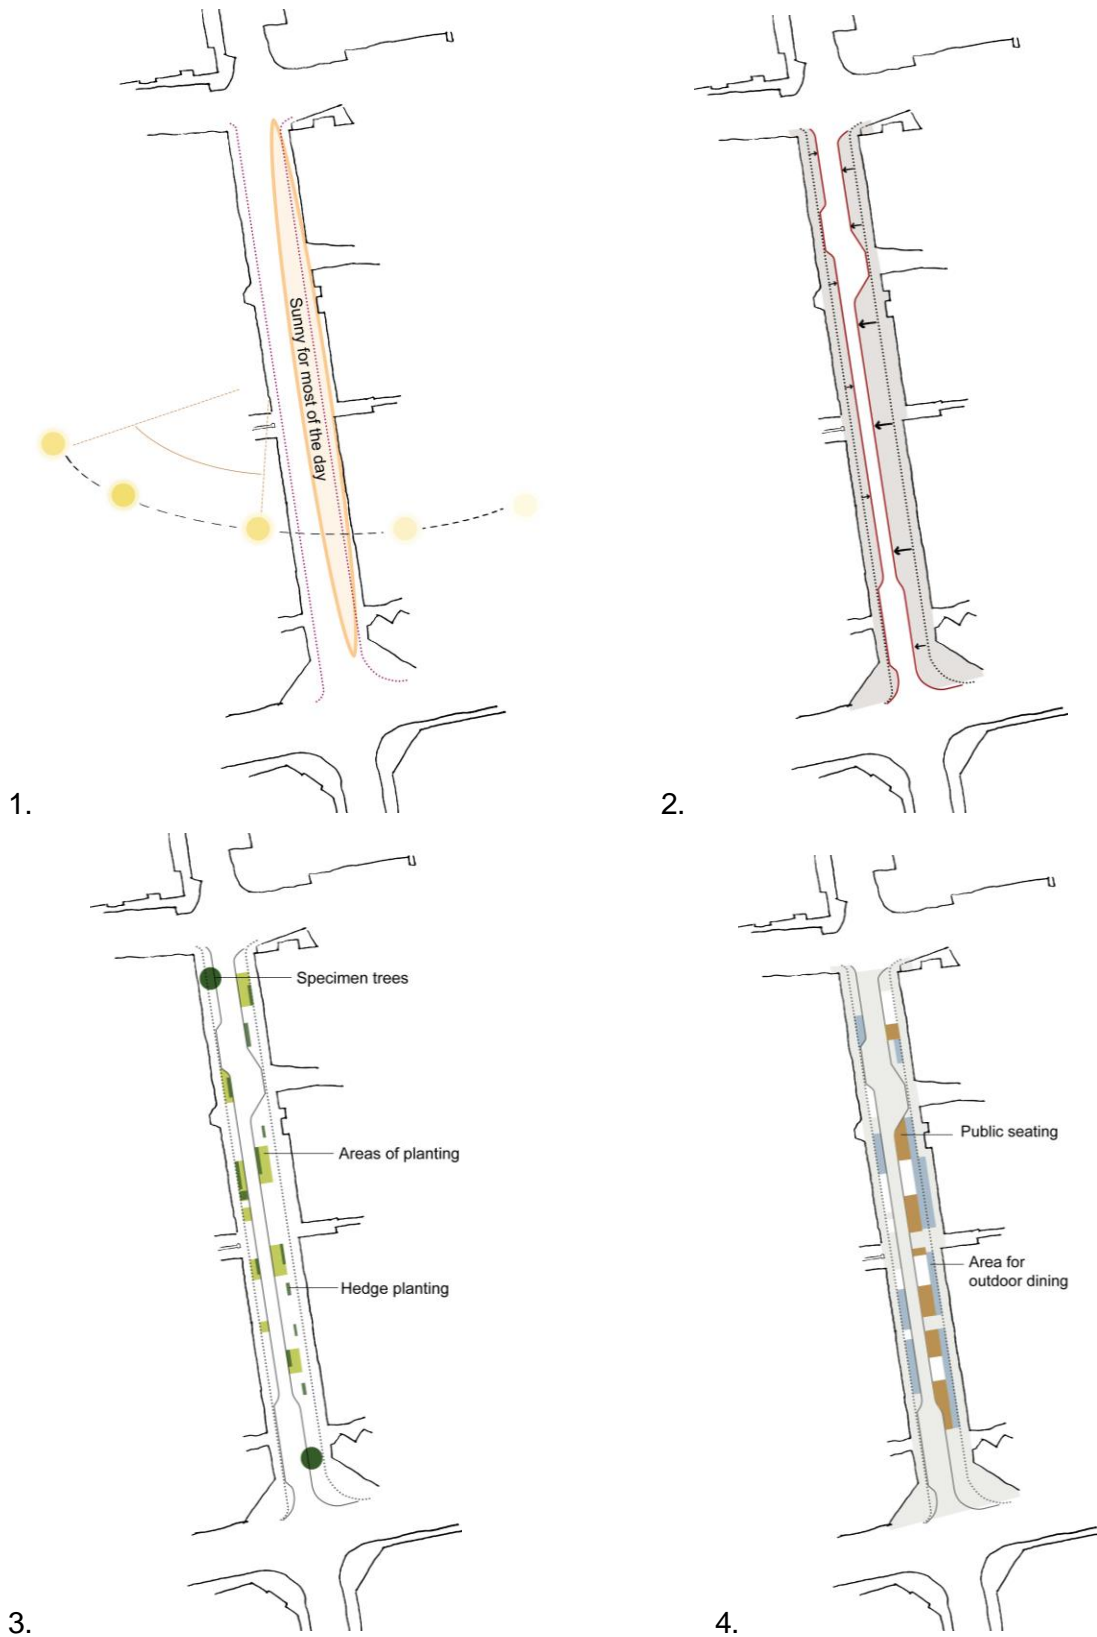 Sunny for most of the day
1.
2.
Specimen trees
Areas of planting
Hedge planting
3.
Public seating
Area for
outdoor dining
4.